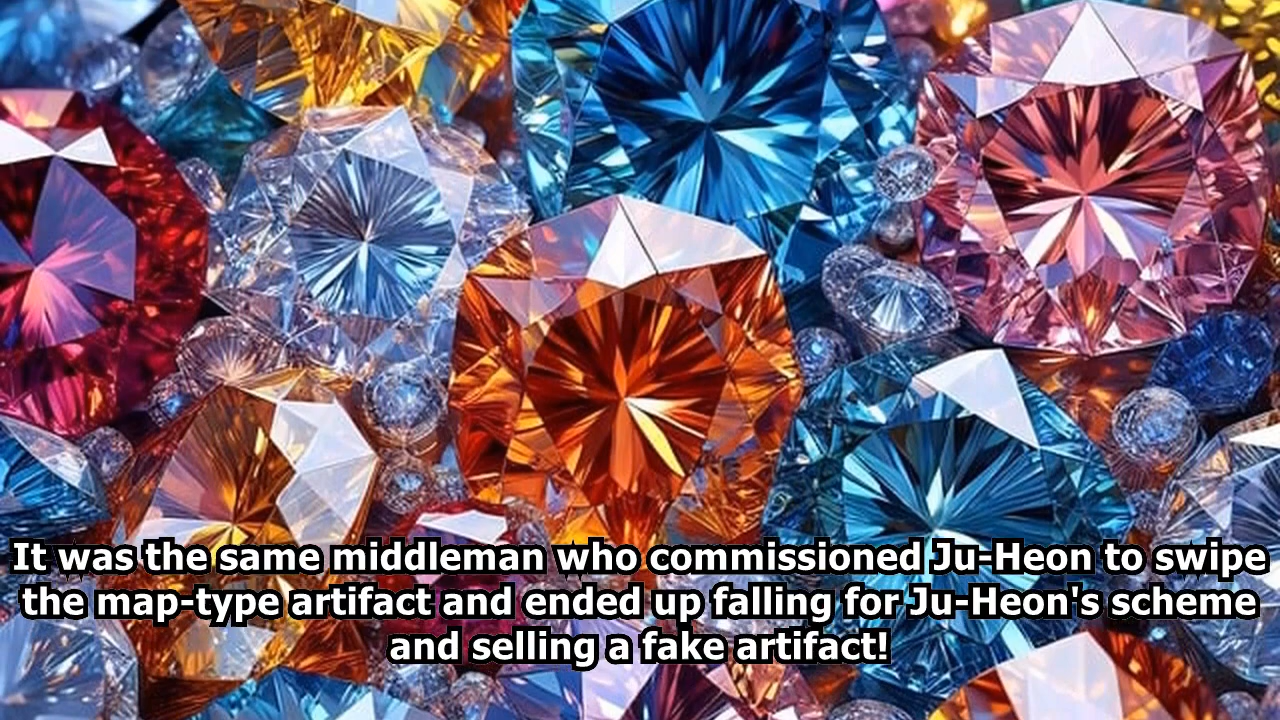 It was the same middleman who commissioned Ju-Heon to swipe
the map-type artifact and ended up falling for Ju-Heon's scheme
and selling a fake artifact!